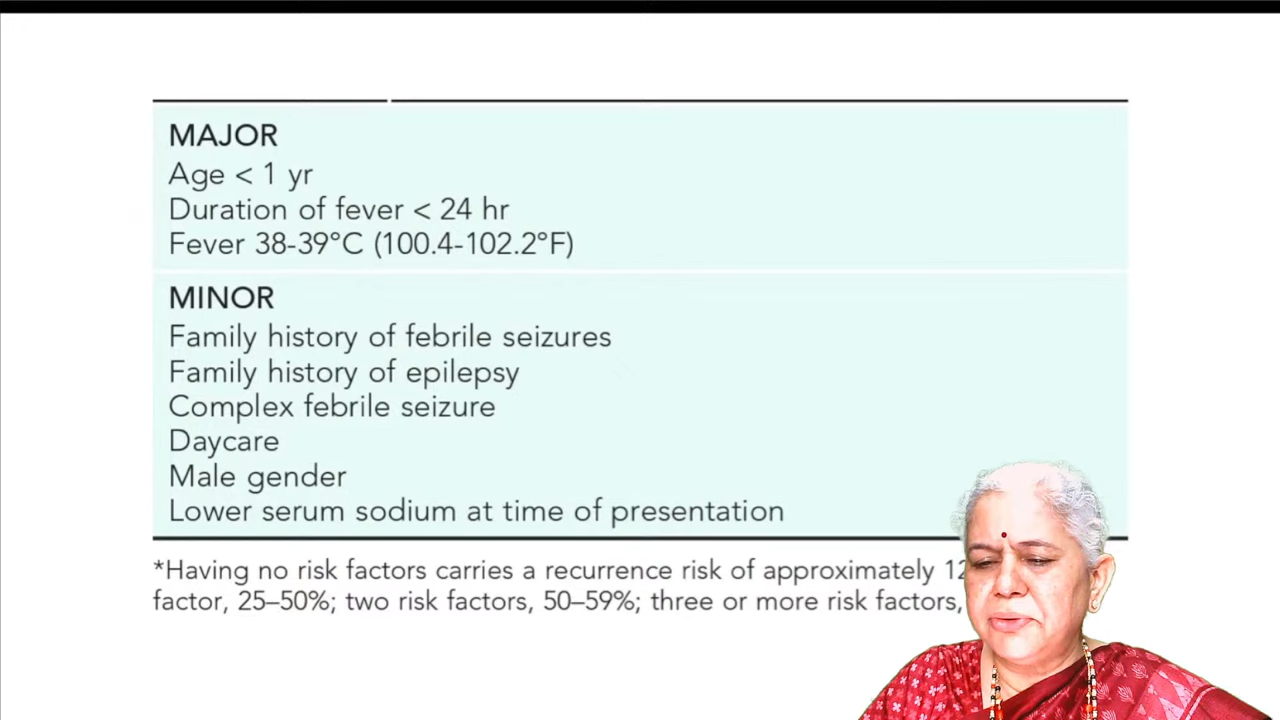 MAJOR
Age < 1 yr
Duration of fever < 24 hr
Fever 38-39°C (100.4-102.2°F)
MINOR
Family history of febrile seizures
Family history of epilepsy
Complex febrile seizure
Daycare
Male gender
Lower serum sodium at time of presentation
*Having no risk factors carries a recurrence risk of approximately 12
factor, 25–50%; two risk factors, 50–59%; three or more risk factors,